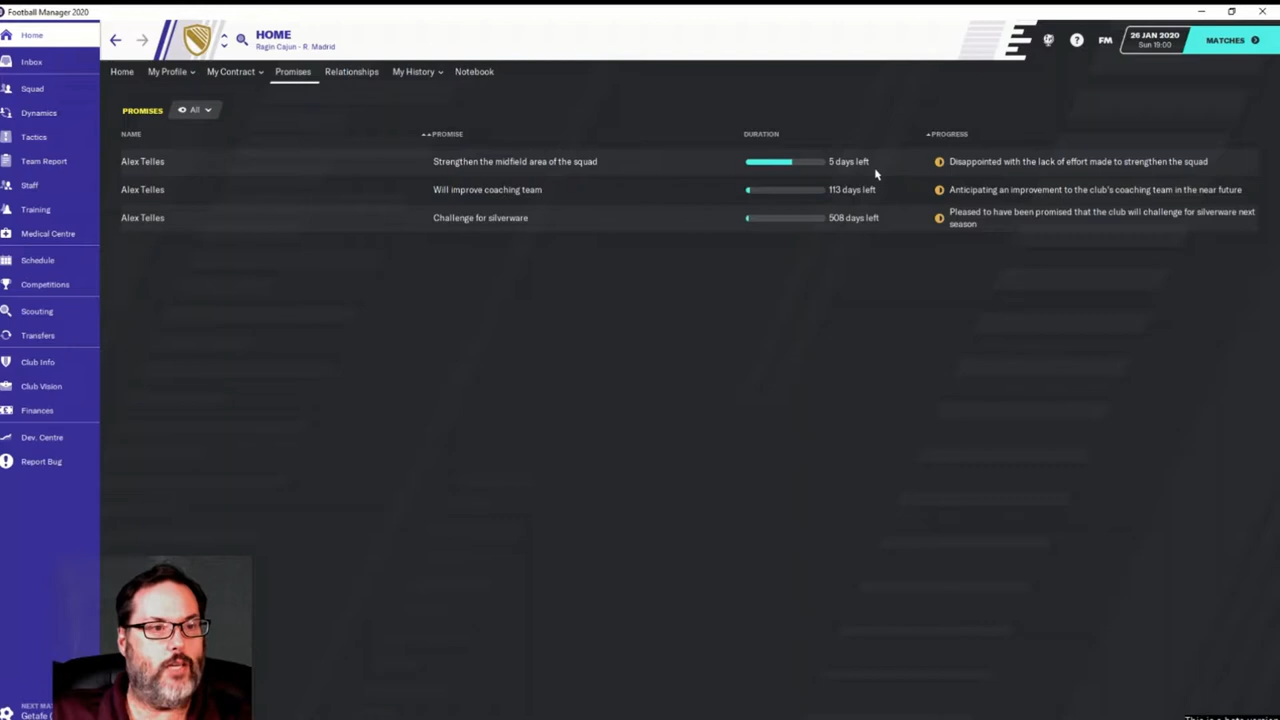 Football Manager 2020
Home
HOME
Ragin Cajun - R. Madrid
FM
26 JAN 2020
Sun 19:00
MATCHES
Home My Profile My Contract Promises Relationships My History Notebook
Inbox
Squad
Dynamics
Tactics
Team Report
Staff
Training
Medical Centre
Schedule
Competitions
Scouting
Transfers
Club Info
Club Vision
Finances
Dev. Centre
Report Bug
PROMISES All
NAME PROMISE DURATION PROGRESS
Alex Telles Strengthen the midfield area of the squad 5 days left Disappointed with the lack of effort made to strengthen the squad
Alex Telles Will improve coaching team 113 days left Anticipating an improvement to the club's coaching team in the near future
Alex Telles Challenge for silverware 508 days left Pleased to have been promised that the club will challenge for silverware next
season
NEXT
Getafe
This is a beta version